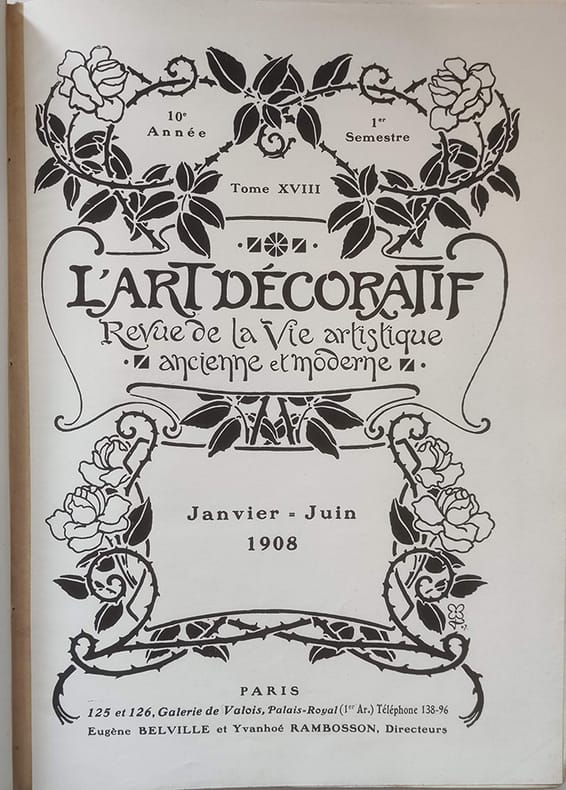 10e
Année
1er
Semestre
Tome XVIII
L'ART DÉCORATIF
Revue de la Vie artistique
ancienne et moderne
Janvier = Juin
1908
PARIS
125 et 126, Galerie de Valois, Palais-Royal (1er Ar.) Téléphone 138-96
Eugène BELVILLE et Yvanhoé RAMBOSSON, Directeurs